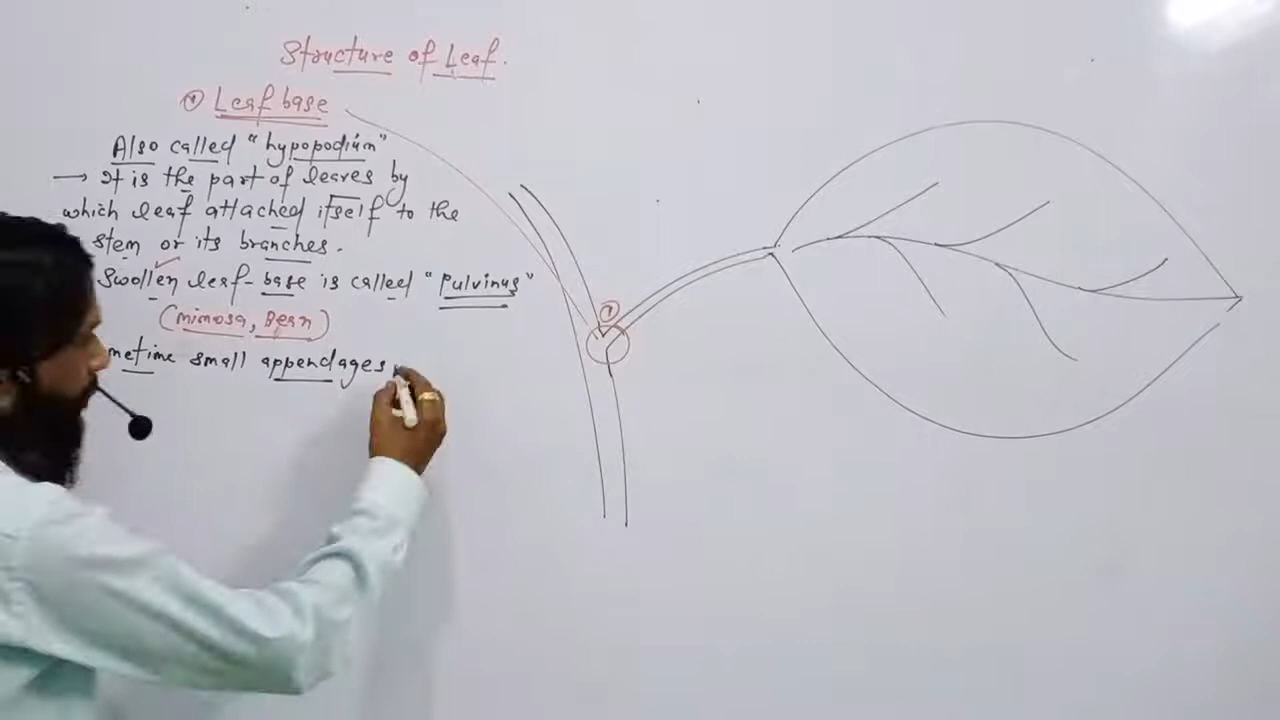 Structure of Leaf.
① Leaf base
Also called "hypopodium"
→ It is the part of leaves by
which leaf attached itself to the
stem or its branches.
Swollen leaf-base is called "Pulvinus"
(mimosa, Bean)
metime small appendages
①